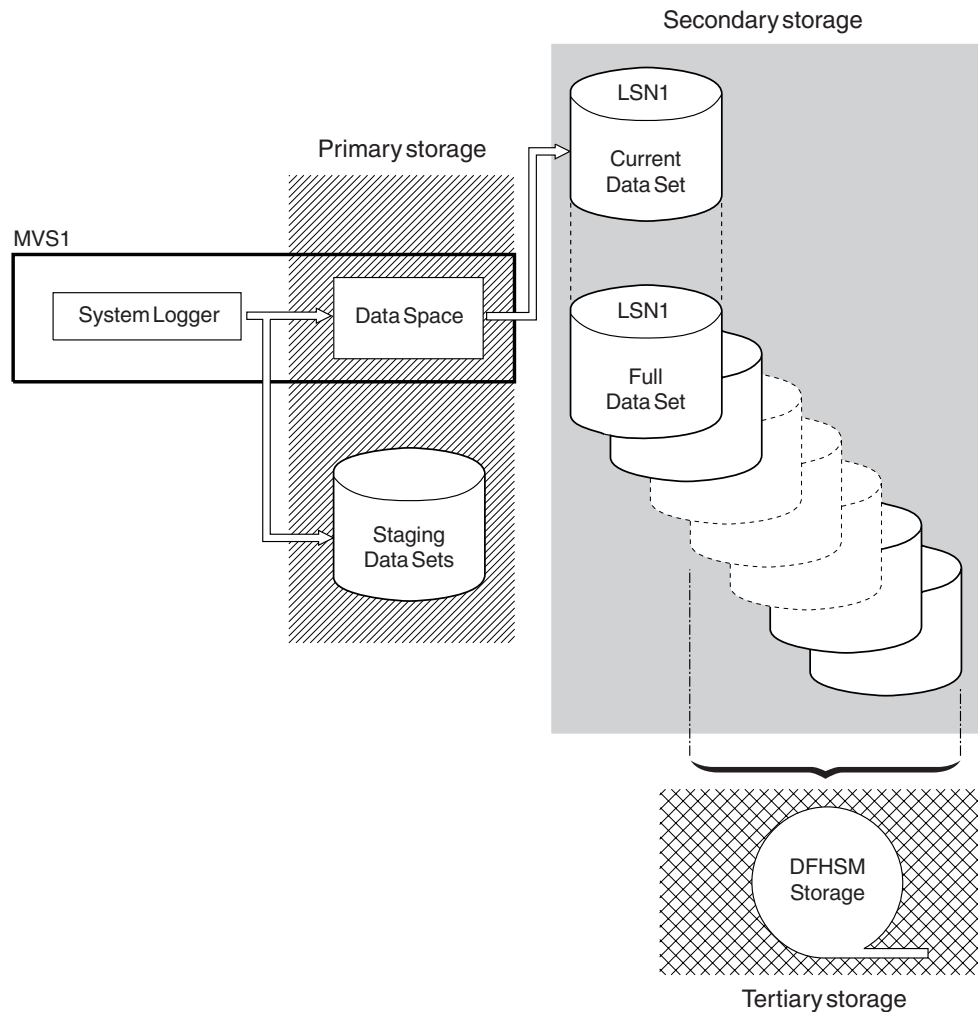 Secondary storage
LSN1
Current
Data Set
Primary storage
MVS1
System Logger
Data Space
LSN1
Full
Data Set
Staging
Data Sets
DFHSM
Storage
Tertiary storage